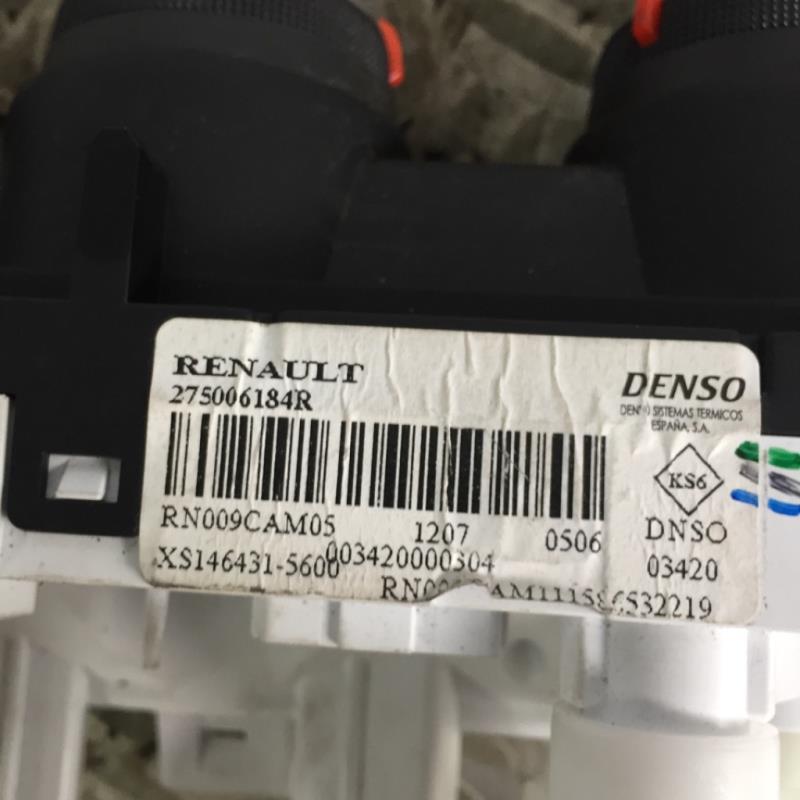 RENAULT
275006184R
DENSO
DENSO SISTEMAS TERMICOS
ESPAÑA, S.A.
KS6
RN009CAM05 1207 0506 DNSO
XS146431-5600 003420000304 03420